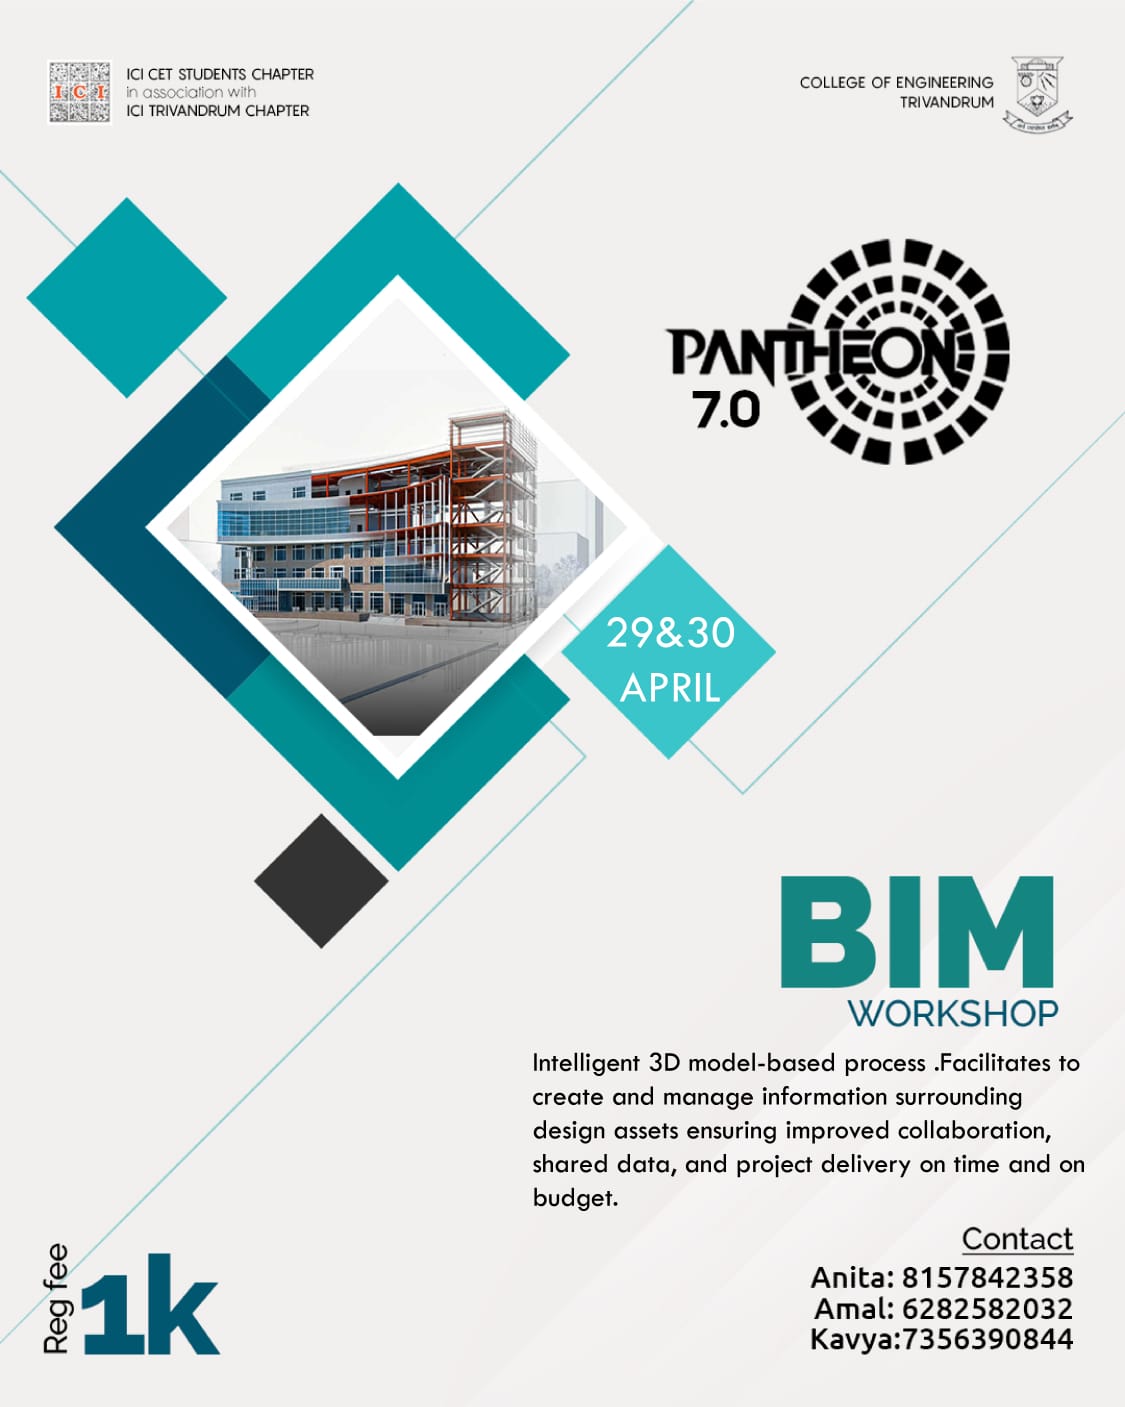 ICI
ICI CET STUDENTS CHAPTER
in association with
ICI TRIVANDRUM CHAPTER
COLLEGE OF ENGINEERING
TRIVANDRUM
PANTHEON
7.0
29&30
APRIL
BIM
WORKSHOP
Intelligent 3D model-based process .Facilitates to
create and manage information surrounding
design assets ensuring improved collaboration,
shared data, and project delivery on time and on
budget.
Reg fee
1k
Contact
Anita: 8157842358
Amal: 6282582032
Kavya:7356390844